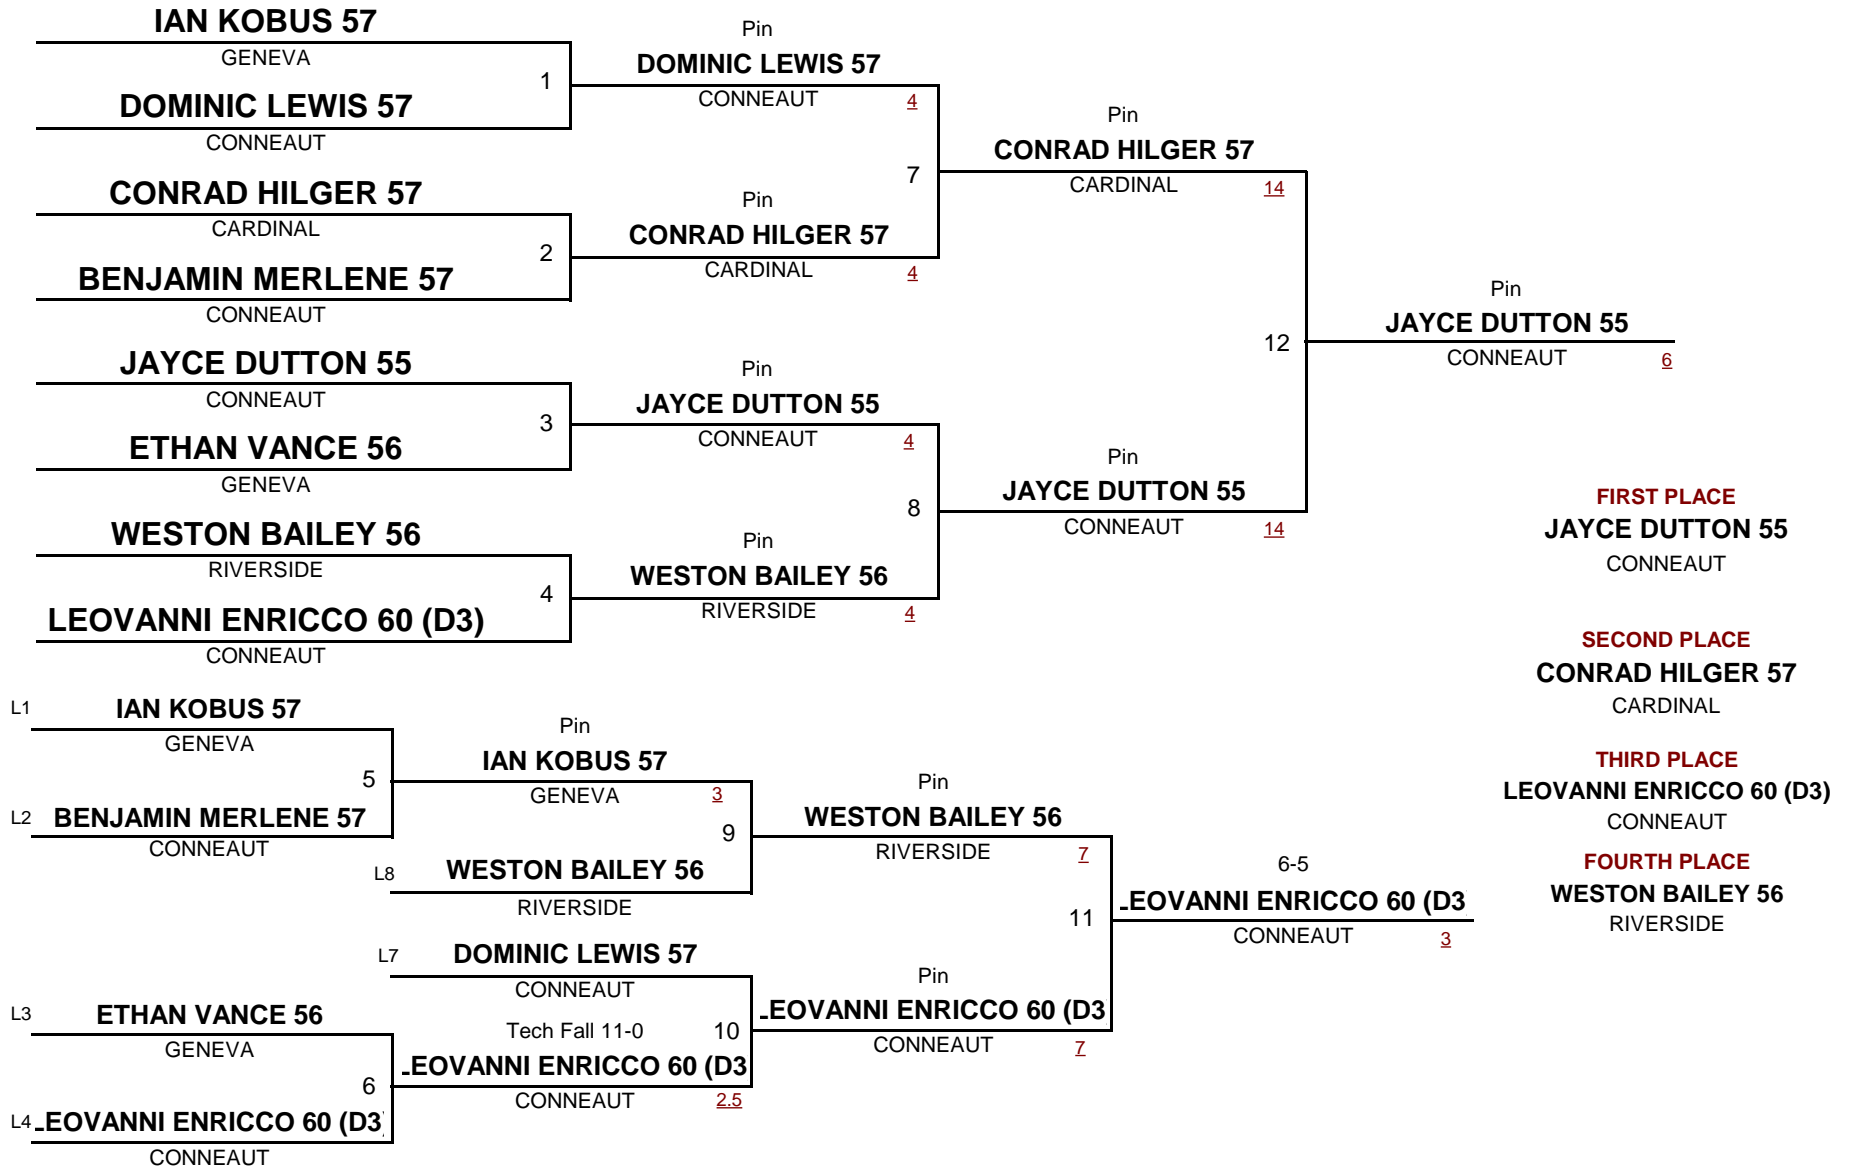 IAN KOBUS 57
GENEVA
1
DOMINIC LEWIS 57
CONNEAUT
CONRAD HILGER 57
CARDINAL
2
BENJAMIN MERLENE 57
CONNEAUT
JAYCE DUTTON 55
CONNEAUT
3
ETHAN VANCE 56
GENEVA
WESTON BAILEY 56
RIVERSIDE
4
LEOVANNI ENRICCO 60 (D3)
CONNEAUT
Pin
DOMINIC LEWIS 57
CONNEAUT 4
7
Pin
CONRAD HILGER 57
CARDINAL 4
Pin
JAYCE DUTTON 55
CONNEAUT 4
8
Pin
WESTON BAILEY 56
RIVERSIDE 4
Pin
CONRAD HILGER 57
CARDINAL 14
12
Pin
JAYCE DUTTON 55
CONNEAUT 14
Pin
JAYCE DUTTON 55
CONNEAUT 6
L1 IAN KOBUS 57
GENEVA
5
L2 BENJAMIN MERLENE 57
CONNEAUT
L3 ETHAN VANCE 56
GENEVA
6
L4 LEOVANNI ENRICCO 60 (D3)
CONNEAUT
Pin
IAN KOBUS 57
GENEVA 3
9
L8 WESTON BAILEY 56
RIVERSIDE
L7 DOMINIC LEWIS 57
CONNEAUT
Tech Fall 11-0 10
LEOVANNI ENRICCO 60 (D3
CONNEAUT 2.5
Pin
WESTON BAILEY 56
RIVERSIDE 7
11
Pin
LEOVANNI ENRICCO 60 (D3
CONNEAUT 7
6-5
LEOVANNI ENRICCO 60 (D3
CONNEAUT 3
FIRST PLACE
JAYCE DUTTON 55
CONNEAUT
SECOND PLACE
CONRAD HILGER 57
CARDINAL
THIRD PLACE
LEOVANNI ENRICCO 60 (D3)
CONNEAUT
FOURTH PLACE
WESTON BAILEY 56
RIVERSIDE